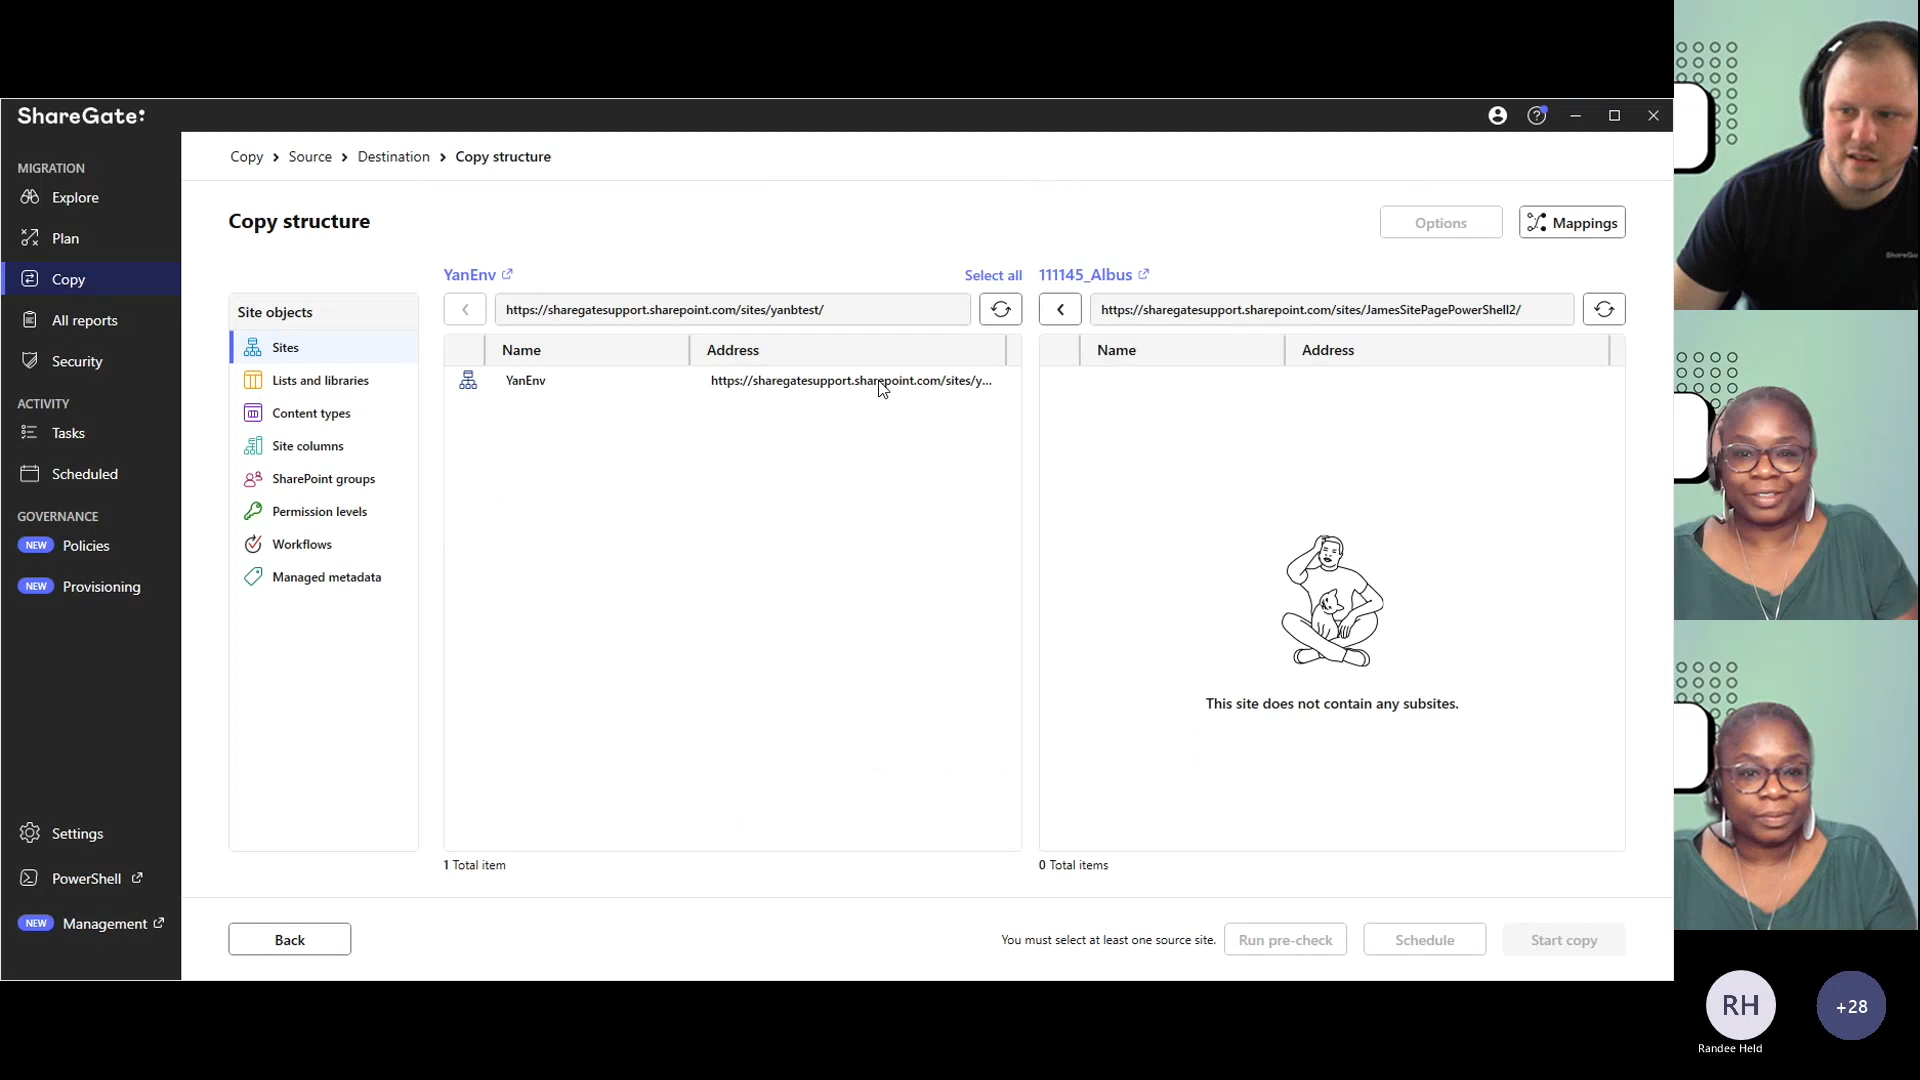 ShareGate:
MIGRATION
Explore
Plan
Copy
All reports
Security
ACTIVITY
Tasks
Scheduled
GOVERNANCE
NEW Policies
NEW Provisioning
Settings
PowerShell
NEW Management
Copy > Source > Destination > Copy structure
Copy structure
Options
Mappings
Site objects
Sites
Lists and libraries
Content types
Site columns
SharePoint groups
Permission levels
Workflows
Managed metadata
YanEnv
Select all
https://sharegatesupport.sharepoint.com/sites/yanbtest/
Name Address
YanEnv https://sharegatesupport.sharepoint.com/sites/y...
1 Total item
111145_Albus
https://sharegatesupport.sharepoint.com/sites/JamesSitePagePowerShell2/
Name Address
This site does not contain any subsites.
0 Total items
Back
You must select at least one source site.
Run pre-check
Schedule
Start copy
RH
Randee Held
+28